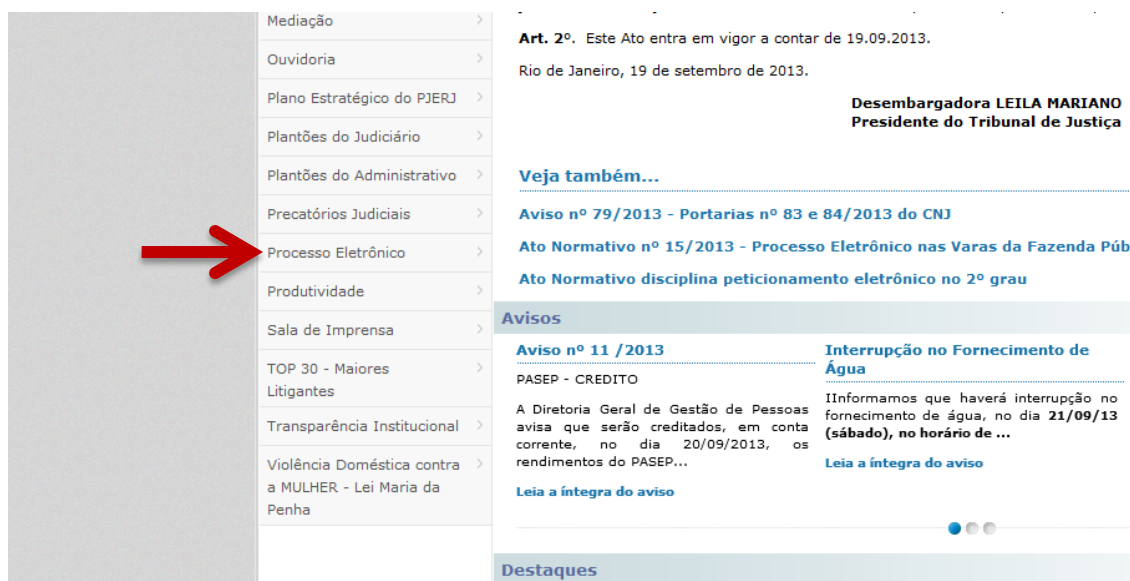 Mediação
Ouvidoria
Plano Estratégico do PJERJ
Plantões do Judiciário
Plantões do Administrativo
Precatórios Judiciais
Processo Eletrônico
Produtividade
Sala de Imprensa
TOP 30 - Maiores
Litigantes
Transparência Institucional
Violência Doméstica contra
a MULHER - Lei Maria da
Penha
Art. 2º. Este Ato entra em vigor a contar de 19.09.2013.
Rio de Janeiro, 19 de setembro de 2013.
Desembargadora LEILA MARIANO
Presidente do Tribunal de Justiça
Veja também...
Aviso nº 79/2013 - Portarias nº 83 e 84/2013 do CNJ
Ato Normativo nº 15/2013 - Processo Eletrônico nas Varas da Fazenda Púb
Ato Normativo disciplina peticionamento eletrônico no 2º grau
Avisos
Aviso nº 11 /2013
PASEP - CREDITO
A Diretoria Geral de Gestão de Pessoas
avisa que serão creditados, em conta
corrente, no dia 20/09/2013, os
rendimentos do PASEP...
Leia a íntegra do aviso
Interrupção no Fornecimento de
Água
IInformamos que haverá interrupção no
fornecimento de água, no dia 21/09/13
(sábado), no horário de ...
Leia a íntegra do aviso
Destaques